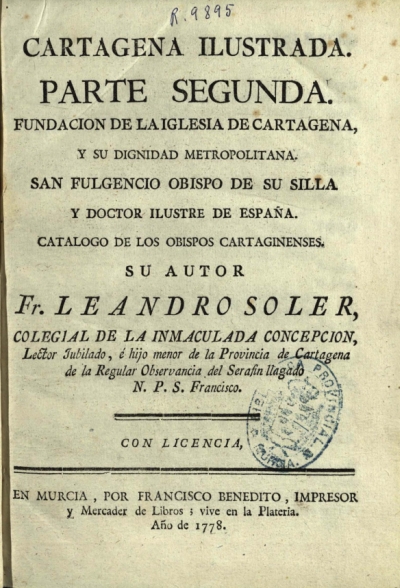 R. 9895
CARTAGENA ILUSTRADA.
PARTE SEGUNDA.
FUNDACION DE LA IGLESIA DE CARTAGENA,
Y SU DIGNIDAD METROPOLITANA.
SAN FULGENCIO OBISPO DE SU SILLA
Y DOCTOR ILUSTRE DE ESPAÑA.
CATALOGO DE LOS OBISPOS CARTAGINENSES.
SU AUTOR
Fr. LEANDRO SOLER,
COLEGIAL DE LA INMACULADA CONCEPCION,
Lector Jubilado, é hijo menor de la Provincia de Cartagena
de la Regular Observancia del Serafin llagado
N. P. S. Francisco.
CON LICENCIA,
PROVINCIAL
MURCIA
EN MURCIA, POR FRANCISCO BENEDITO, IMPRESOR
y Mercader de Libros; vive en la Plateria.
Año de 1778.